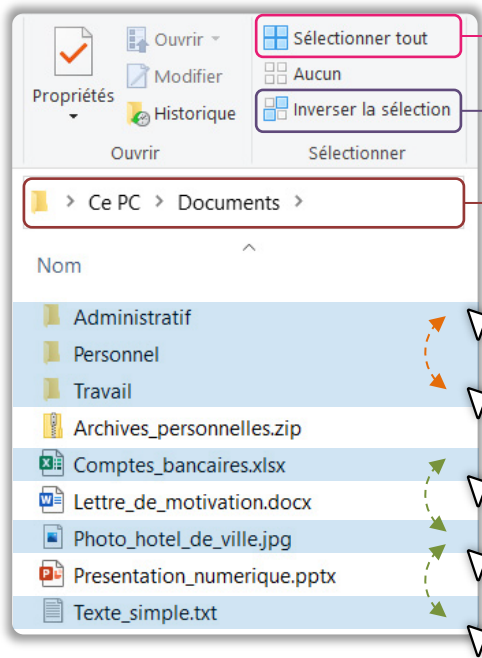 Ouvrir
Sélectionner tout
Modifier
Aucun
Propriétés
Historique
Inverser la sélection
Ouvrir
Sélectionner
> Ce PC > Documents >
Nom
Administratif
Personnel
Travail
Archives_personnelles.zip
Comptes_bancaires.xlsx
Lettre_de_motivation.docx
Photo_hotel_de_ville.jpg
Presentation_numerique.pptx
Texte_simple.txt